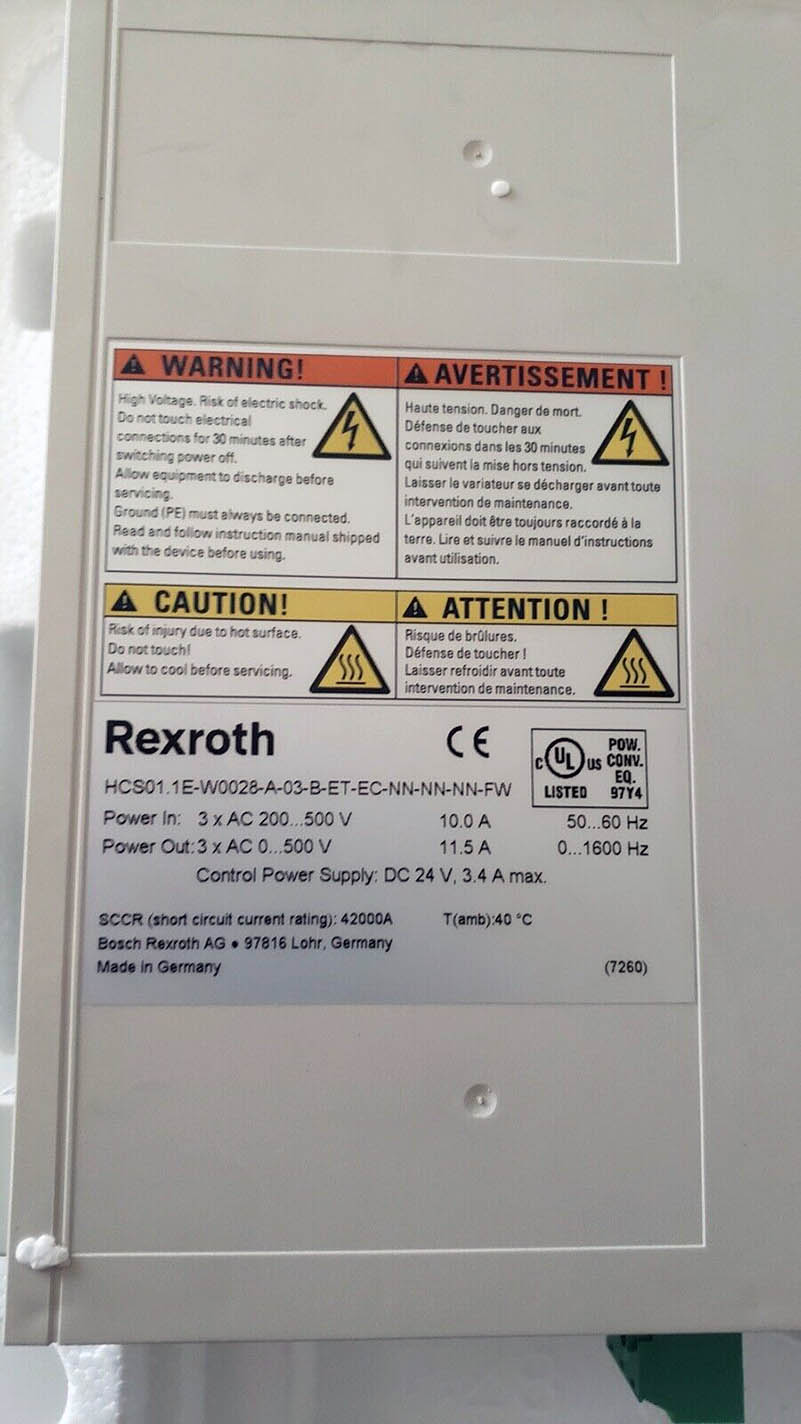 WARNING!
High Voltage. Risk of electric shock.
Do not touch electrical
connections for 30 minutes after
switching power off.
Allow equipment to discharge before
servicing.
Ground (PE) must always be connected.
Read and follow instruction manual shipped
with the device before using.
AVERTISSEMENT !
Haute tension. Danger de mort.
Défense de toucher aux
connexions dans les 30 minutes
qui suivent la mise hors tension.
Laisser le variateur se décharger avant toute
intervention de maintenance.
L'appareil doit être toujours raccordé à la
terre. Lire et suivre le manuel d'instructions
avant utilisation.
CAUTION!
Risk of injury due to hot surface.
Do not touch!
Allow to cool before servicing.
ATTENTION !
Risque de brûlures.
Défense de toucher !
Laisser refroidir avant toute
intervention de maintenance.
Rexroth
CE
C UL US
LISTED
POW.
CONV.
EQ.
97Y4
HCS01.1E-W0028-A-03-B-ET-EC-NN-NN-NN-FW
Power In: 3 x AC 200...500 V 10.0 A 50...60 Hz
Power Out: 3 x AC 0...500 V 11.5 A 0...1600 Hz
Control Power Supply: DC 24 V, 3.4 A max.
SCCR (short circuit current rating): 42000A T(amb):40 °C
Bosch Rexroth AG • 97816 Lohr, Germany
Made in Germany (7260)